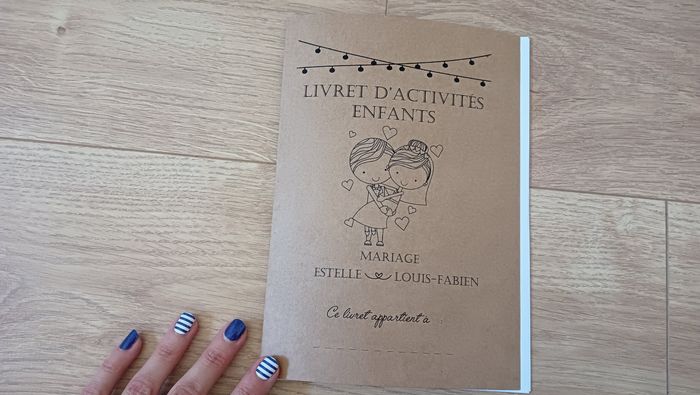 LIVRET D'ACTIVITÉS
ENFANTS
MARIAGE
ESTELLE LOUIS-FABIEN
Ce livret appartient à :